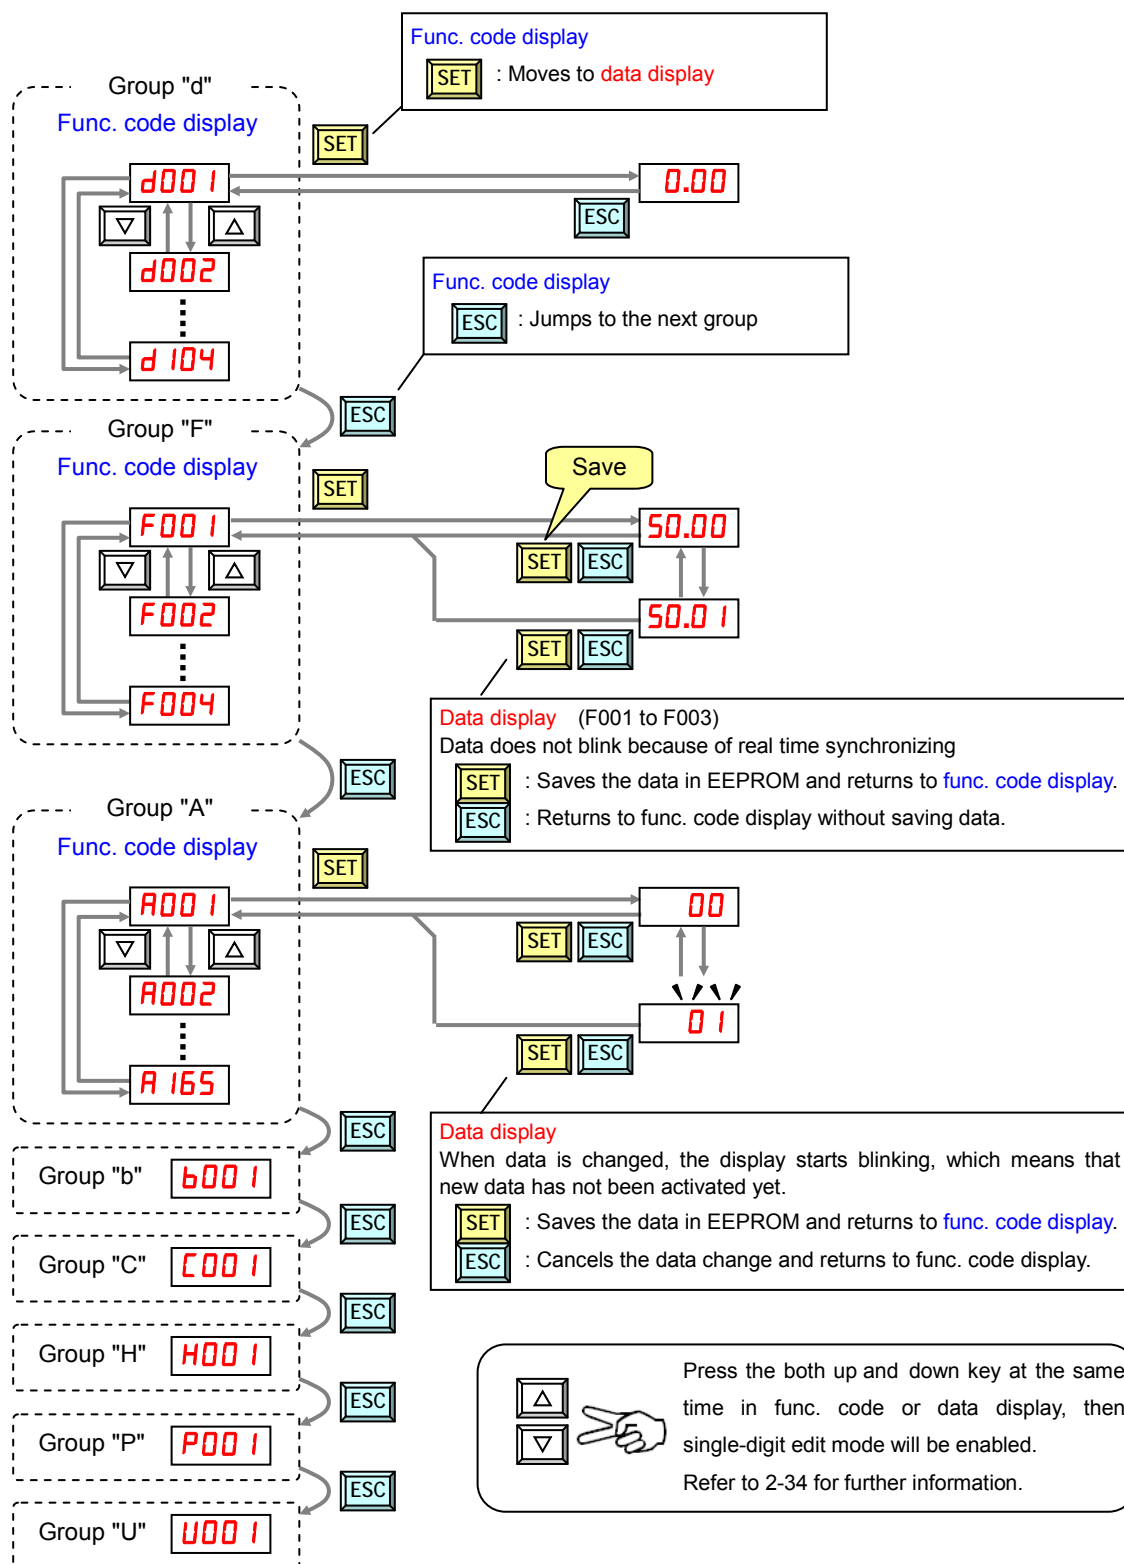 Func. code display
SET : Moves to data display
Group "d"
Func. code display
SET
d001
0.00
ESC
d002
Func. code display
ESC : Jumps to the next group
d104
ESC
Group "F"
Func. code display
SET
Save
F001
50.00
SET ESC
F002
50.01
SET ESC
F004
Data display (F001 to F003)
Data does not blink because of real time synchronizing
SET : Saves the data in EEPROM and returns to func. code display.
ESC : Returns to func. code display without saving data.
ESC
Group "A"
Func. code display
SET
A001
00
SET ESC
A002
01
SET ESC
A165
ESC
Data display
When data is changed, the display starts blinking, which means that
new data has not been activated yet.
SET : Saves the data in EEPROM and returns to func. code display.
ESC : Cancels the data change and returns to func. code display.
Group "b" b001
ESC
Group "C" C001
ESC
Group "H" H001
ESC
Group "P" P001
ESC
Group "U" U001
Press the both up and down key at the same
time in func. code or data display, then
single-digit edit mode will be enabled.
Refer to 2-34 for further information.